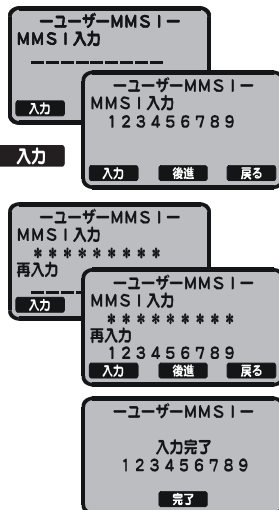 ーユーザーMMSIー
MMSI入力
_________
入力
ーユーザーMMSIー
MMSI入力
123456789
入力 後進 戻る
入力
ーユーザーMMSIー
MMSI入力
*********
再入力
____
入力
ーユーザーMMSIー
MMSI入力
*********
再入力
123456789
入力 後進 戻る
ーユーザーMMSIー
入力完了
123456789
完了